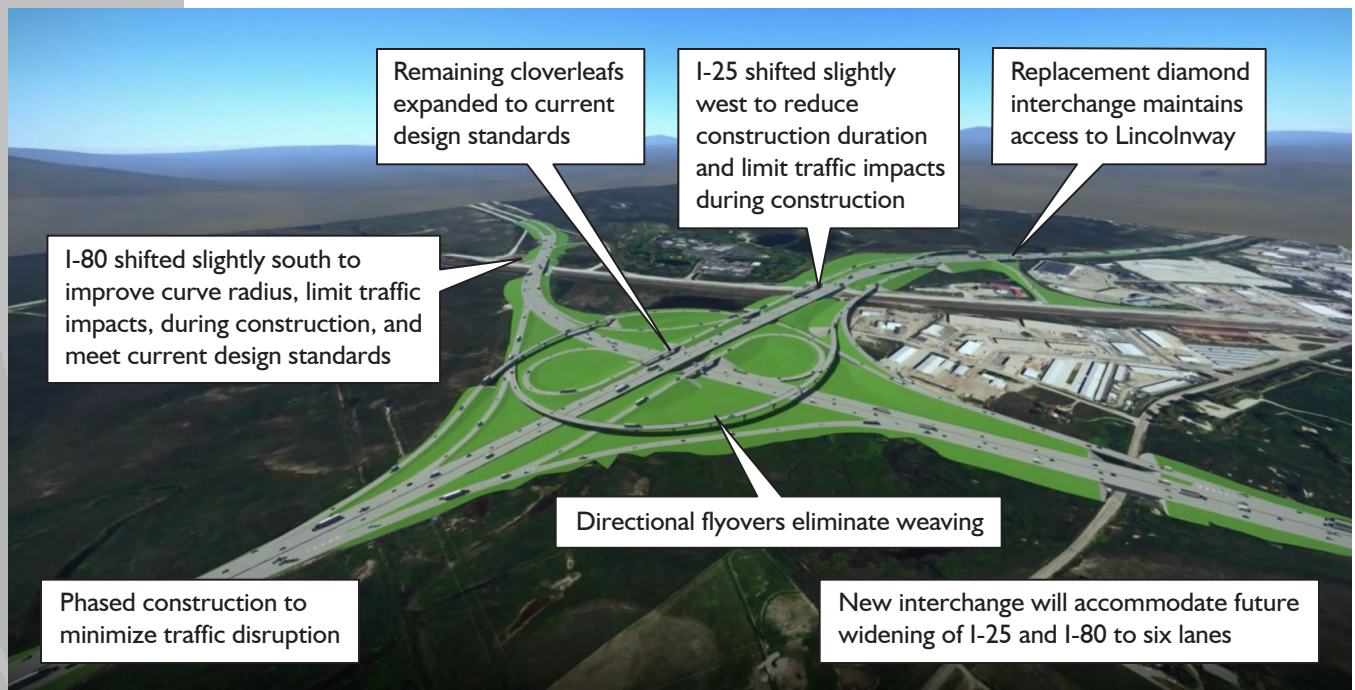 Remaining cloverleafs
expanded to current
design standards
I-25 shifted slightly
west to reduce
construction duration
and limit traffic impacts
during construction
Replacement diamond
interchange maintains
access to Lincolnway
I-80 shifted slightly south to
improve curve radius, limit traffic
impacts, during construction, and
meet current design standards
Directional flyovers eliminate weaving
Phased construction to
minimize traffic disruption
New interchange will accommodate future
widening of I-25 and I-80 to six lanes